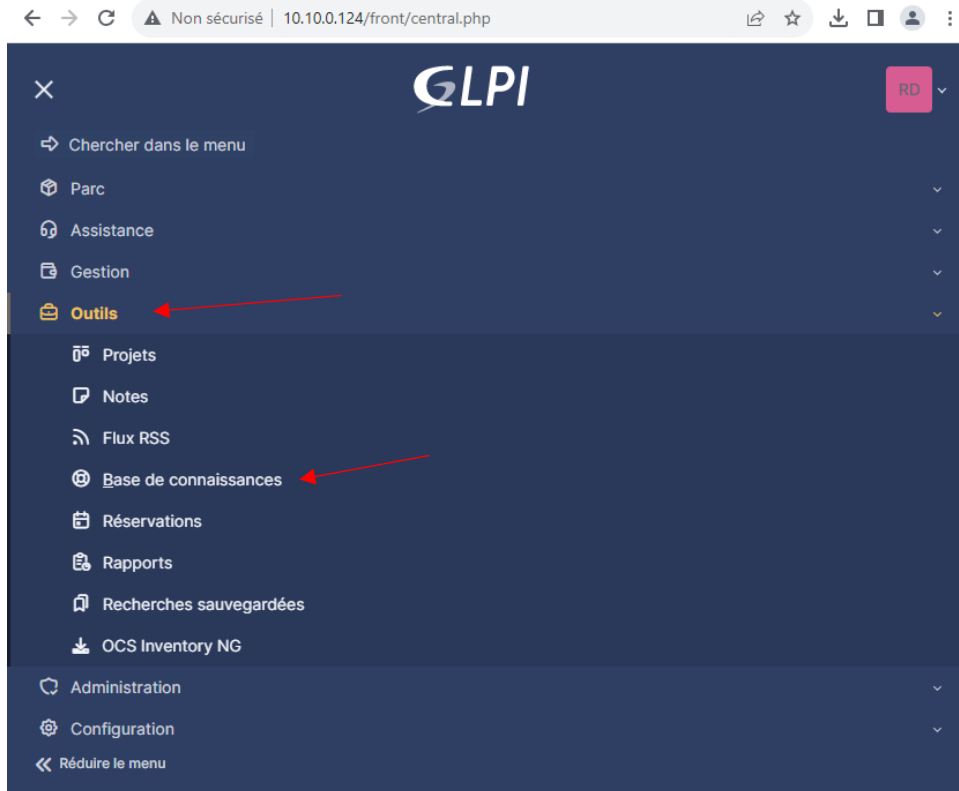 Non sécurisé | 10.10.0.124/front/central.php
GLPI
RD
Chercher dans le menu
Parc
Assistance
Gestion
Outils
Projets
Notes
Flux RSS
Base de connaissances
Réservations
Rapports
Recherches sauvegardées
OCS Inventory NG
Administration
Configuration
Réduire le menu